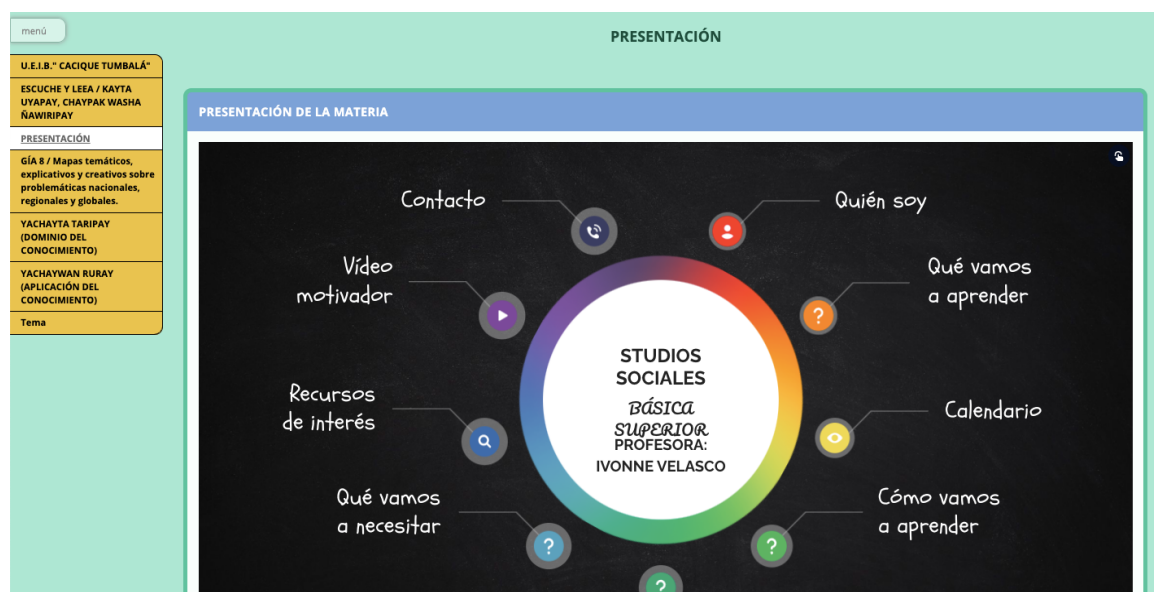 menú
PRESENTACIÓN
U.E.I.B." CACIQUE TUMBALÁ"
ESCUCHE Y LEEA / KAYTA
UYAPAY, CHAYPAK WASHA
ÑAWIRIPAY
PRESENTACIÓN
GÍA 8 / Mapas temáticos,
explicativos y creativos sobre
problemáticas nacionales,
regionales y globales.
YACHAYTA TARIPAY
(DOMINIO DEL
CONOCIMIENTO)
YACHAYWAN RURAY
(APLICACIÓN DEL
CONOCIMIENTO)
Tema
PRESENTACIÓN DE LA MATERIA
Contacto
Quién soy
Vídeo
motivador
Qué vamos
a aprender
?
STUDIOS
SOCIALES
BÁSICA
SUPERIOR
PROFESORA:
IVONNE VELASCO
Recursos
de interés
Calendario
Qué vamos
a necesitar
?
Cómo vamos
a aprender
?
?